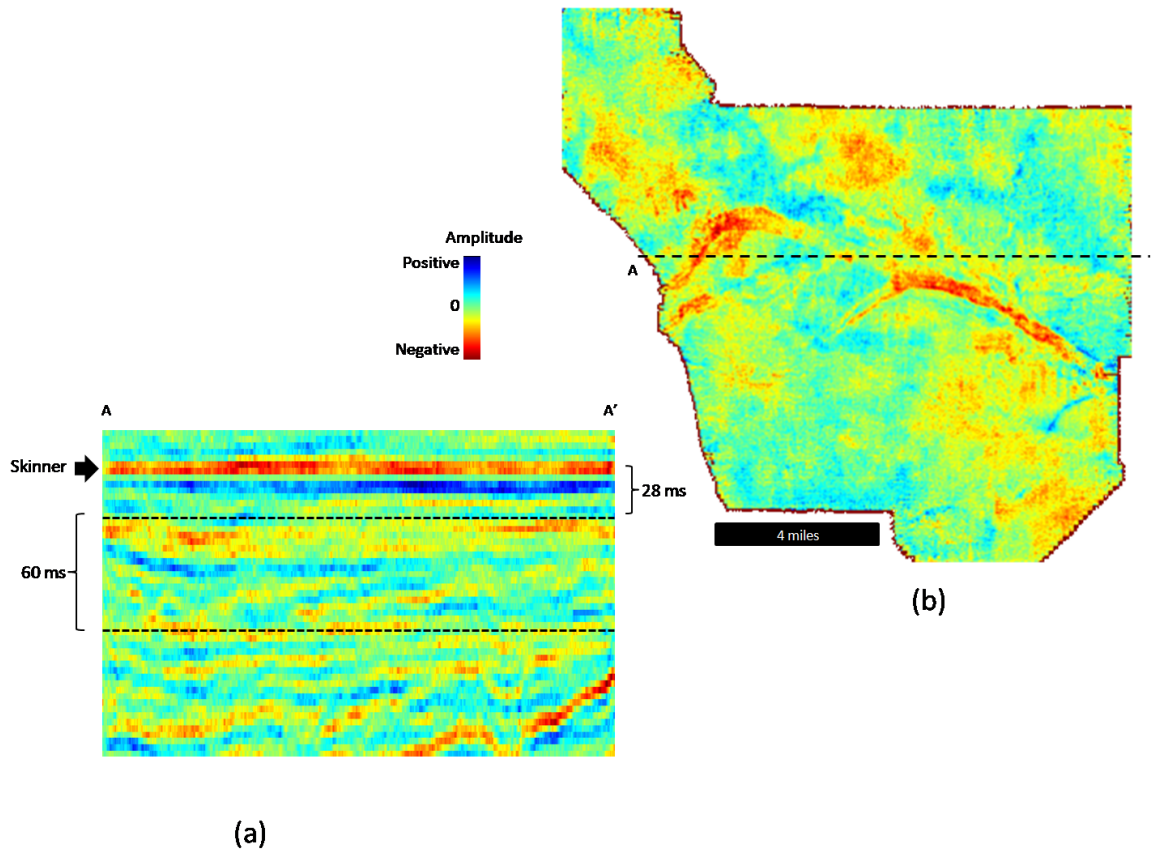 Amplitude
Positive
0
Negative
A
4 miles
(b)
A
A'
Skinner
28 ms
60 ms
(a)